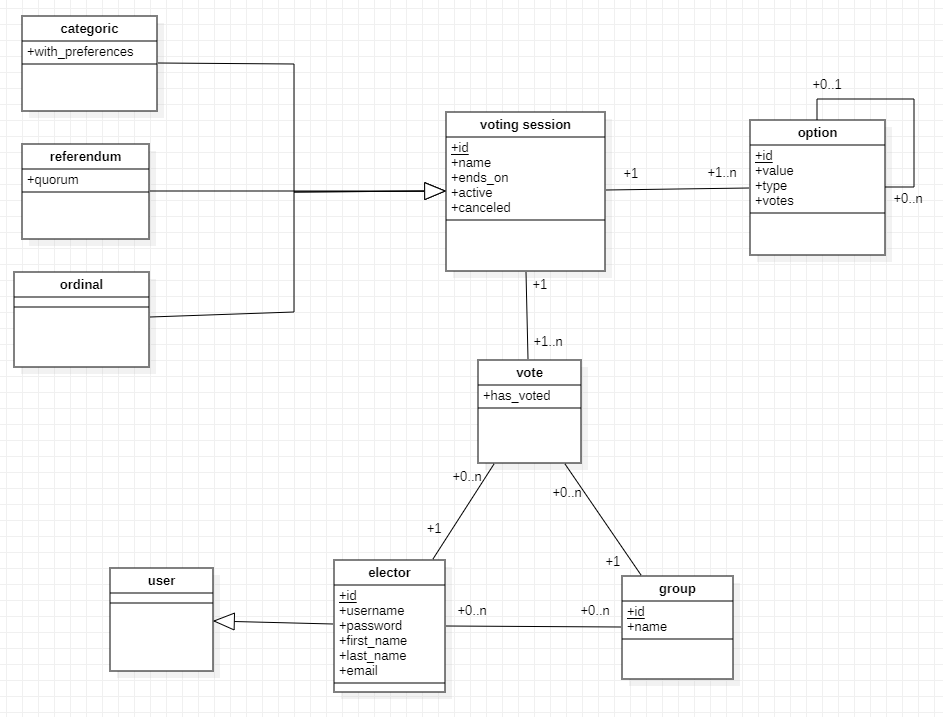 categoric
+with_preferences
referendum
+quorum
ordinal
voting session
+id
+name
+ends_on
+active
+canceled
+1
+1..n
+0..1
option
+id
+value
+type
+votes
+0..n
+1
+1..n
vote
+has_voted
+0..n
+0..n
+1
+1
user
elector
+id
+username
+password
+first_name
+last_name
+email
+0..n
+0..n
group
+id
+name